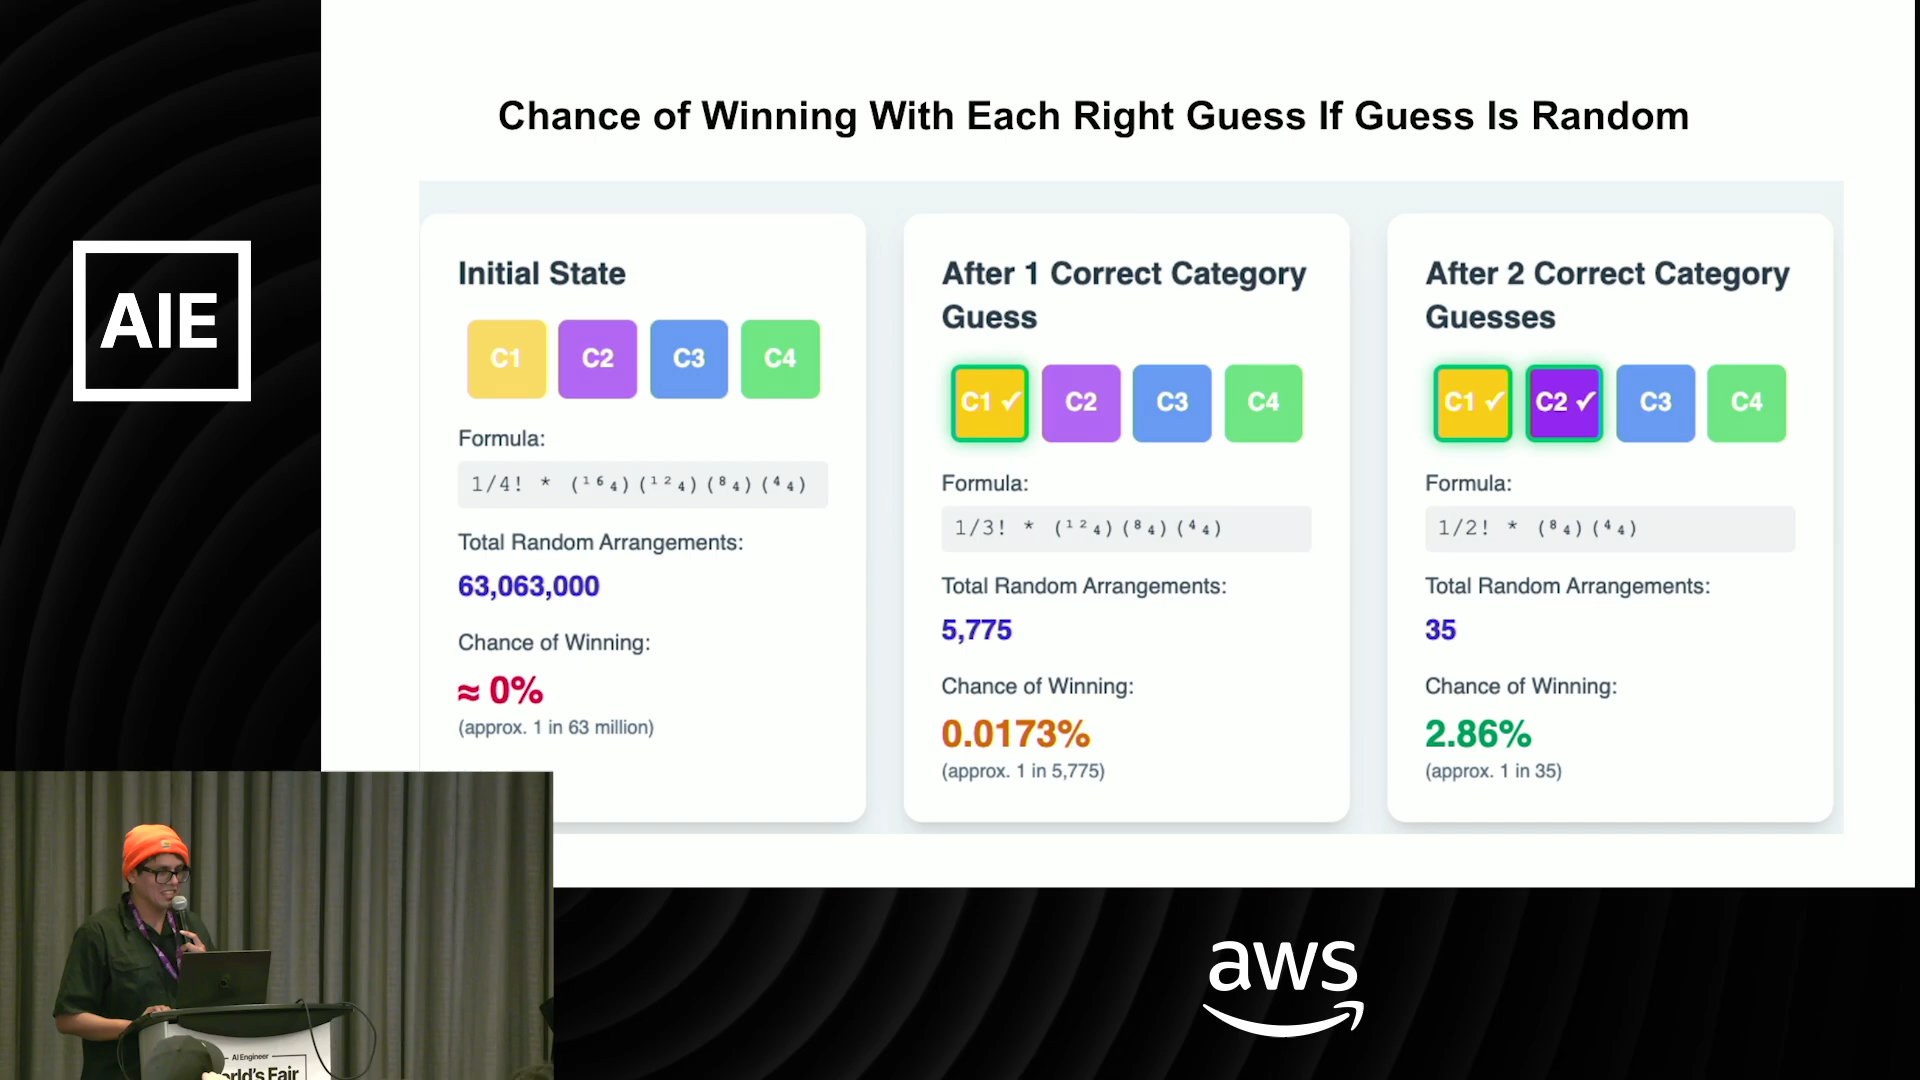 Chance of Winning With Each Right Guess If Guess Is Random
AIE
Initial State
C1 C2 C3 C4
Formula:
1/4! * (¹⁶₄)(¹²₄)(⁸₄)(⁴₄)
Total Random Arrangements:
63,063,000
Chance of Winning:
≈ 0%
(approx. 1 in 63 million)
After 1 Correct Category
Guess
C1 ✓ C2 C3 C4
Formula:
1/3! * (¹²₄)(⁸₄)(⁴₄)
Total Random Arrangements:
5,775
Chance of Winning:
0.0173%
(approx. 1 in 5,775)
After 2 Correct Category
Guesses
C1 ✓ C2 ✓ C3 C4
Formula:
1/2! * (⁸₄)(⁴₄)
Total Random Arrangements:
35
Chance of Winning:
2.86%
(approx. 1 in 35)
AI Engineer
orld's Fair
aws